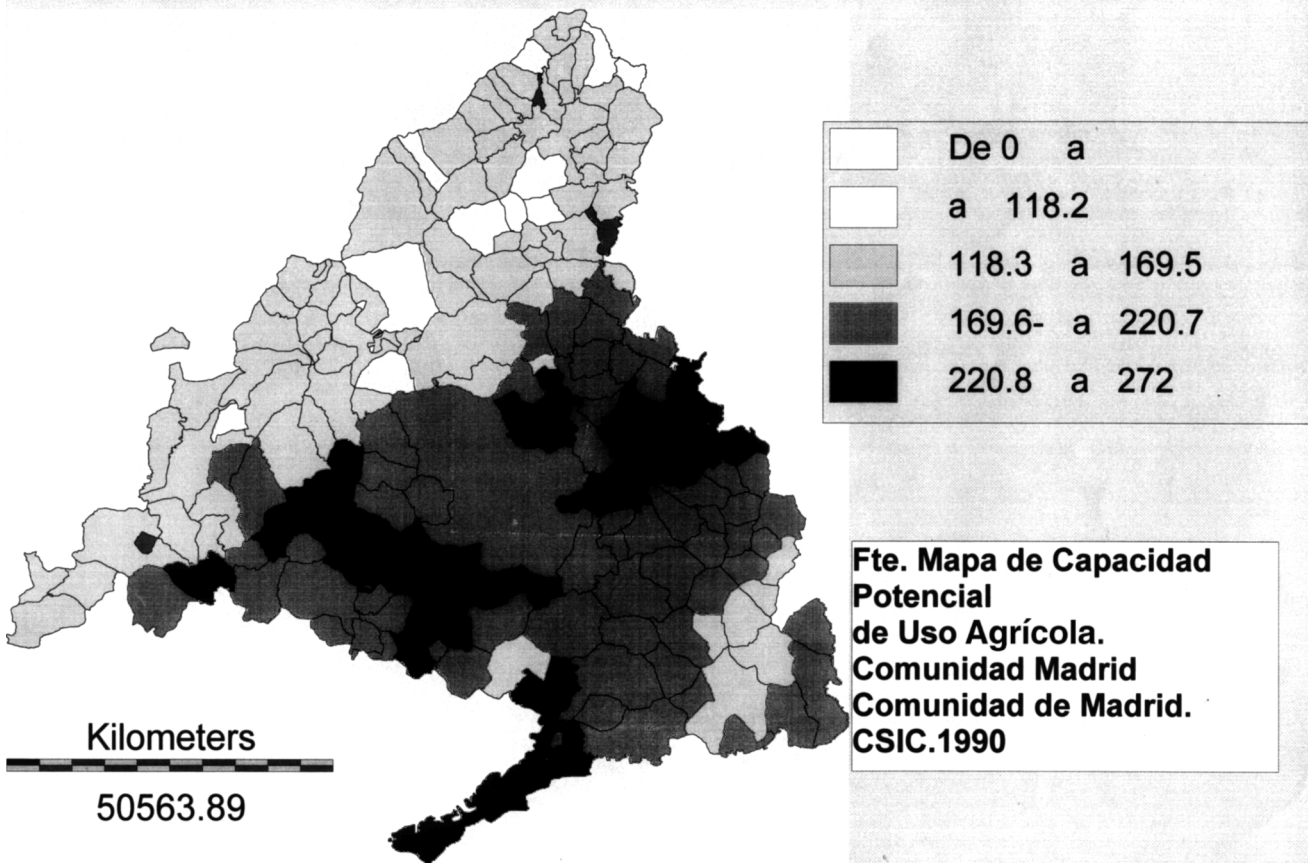 De 0 a
a 118.2
118.3 a 169.5
169.6- a 220.7
220.8 a 272
Fte. Mapa de Capacidad
Potencial
de Uso Agrícola.
Comunidad Madrid
Comunidad de Madrid.
CSIC.1990
Kilometers
50563.89